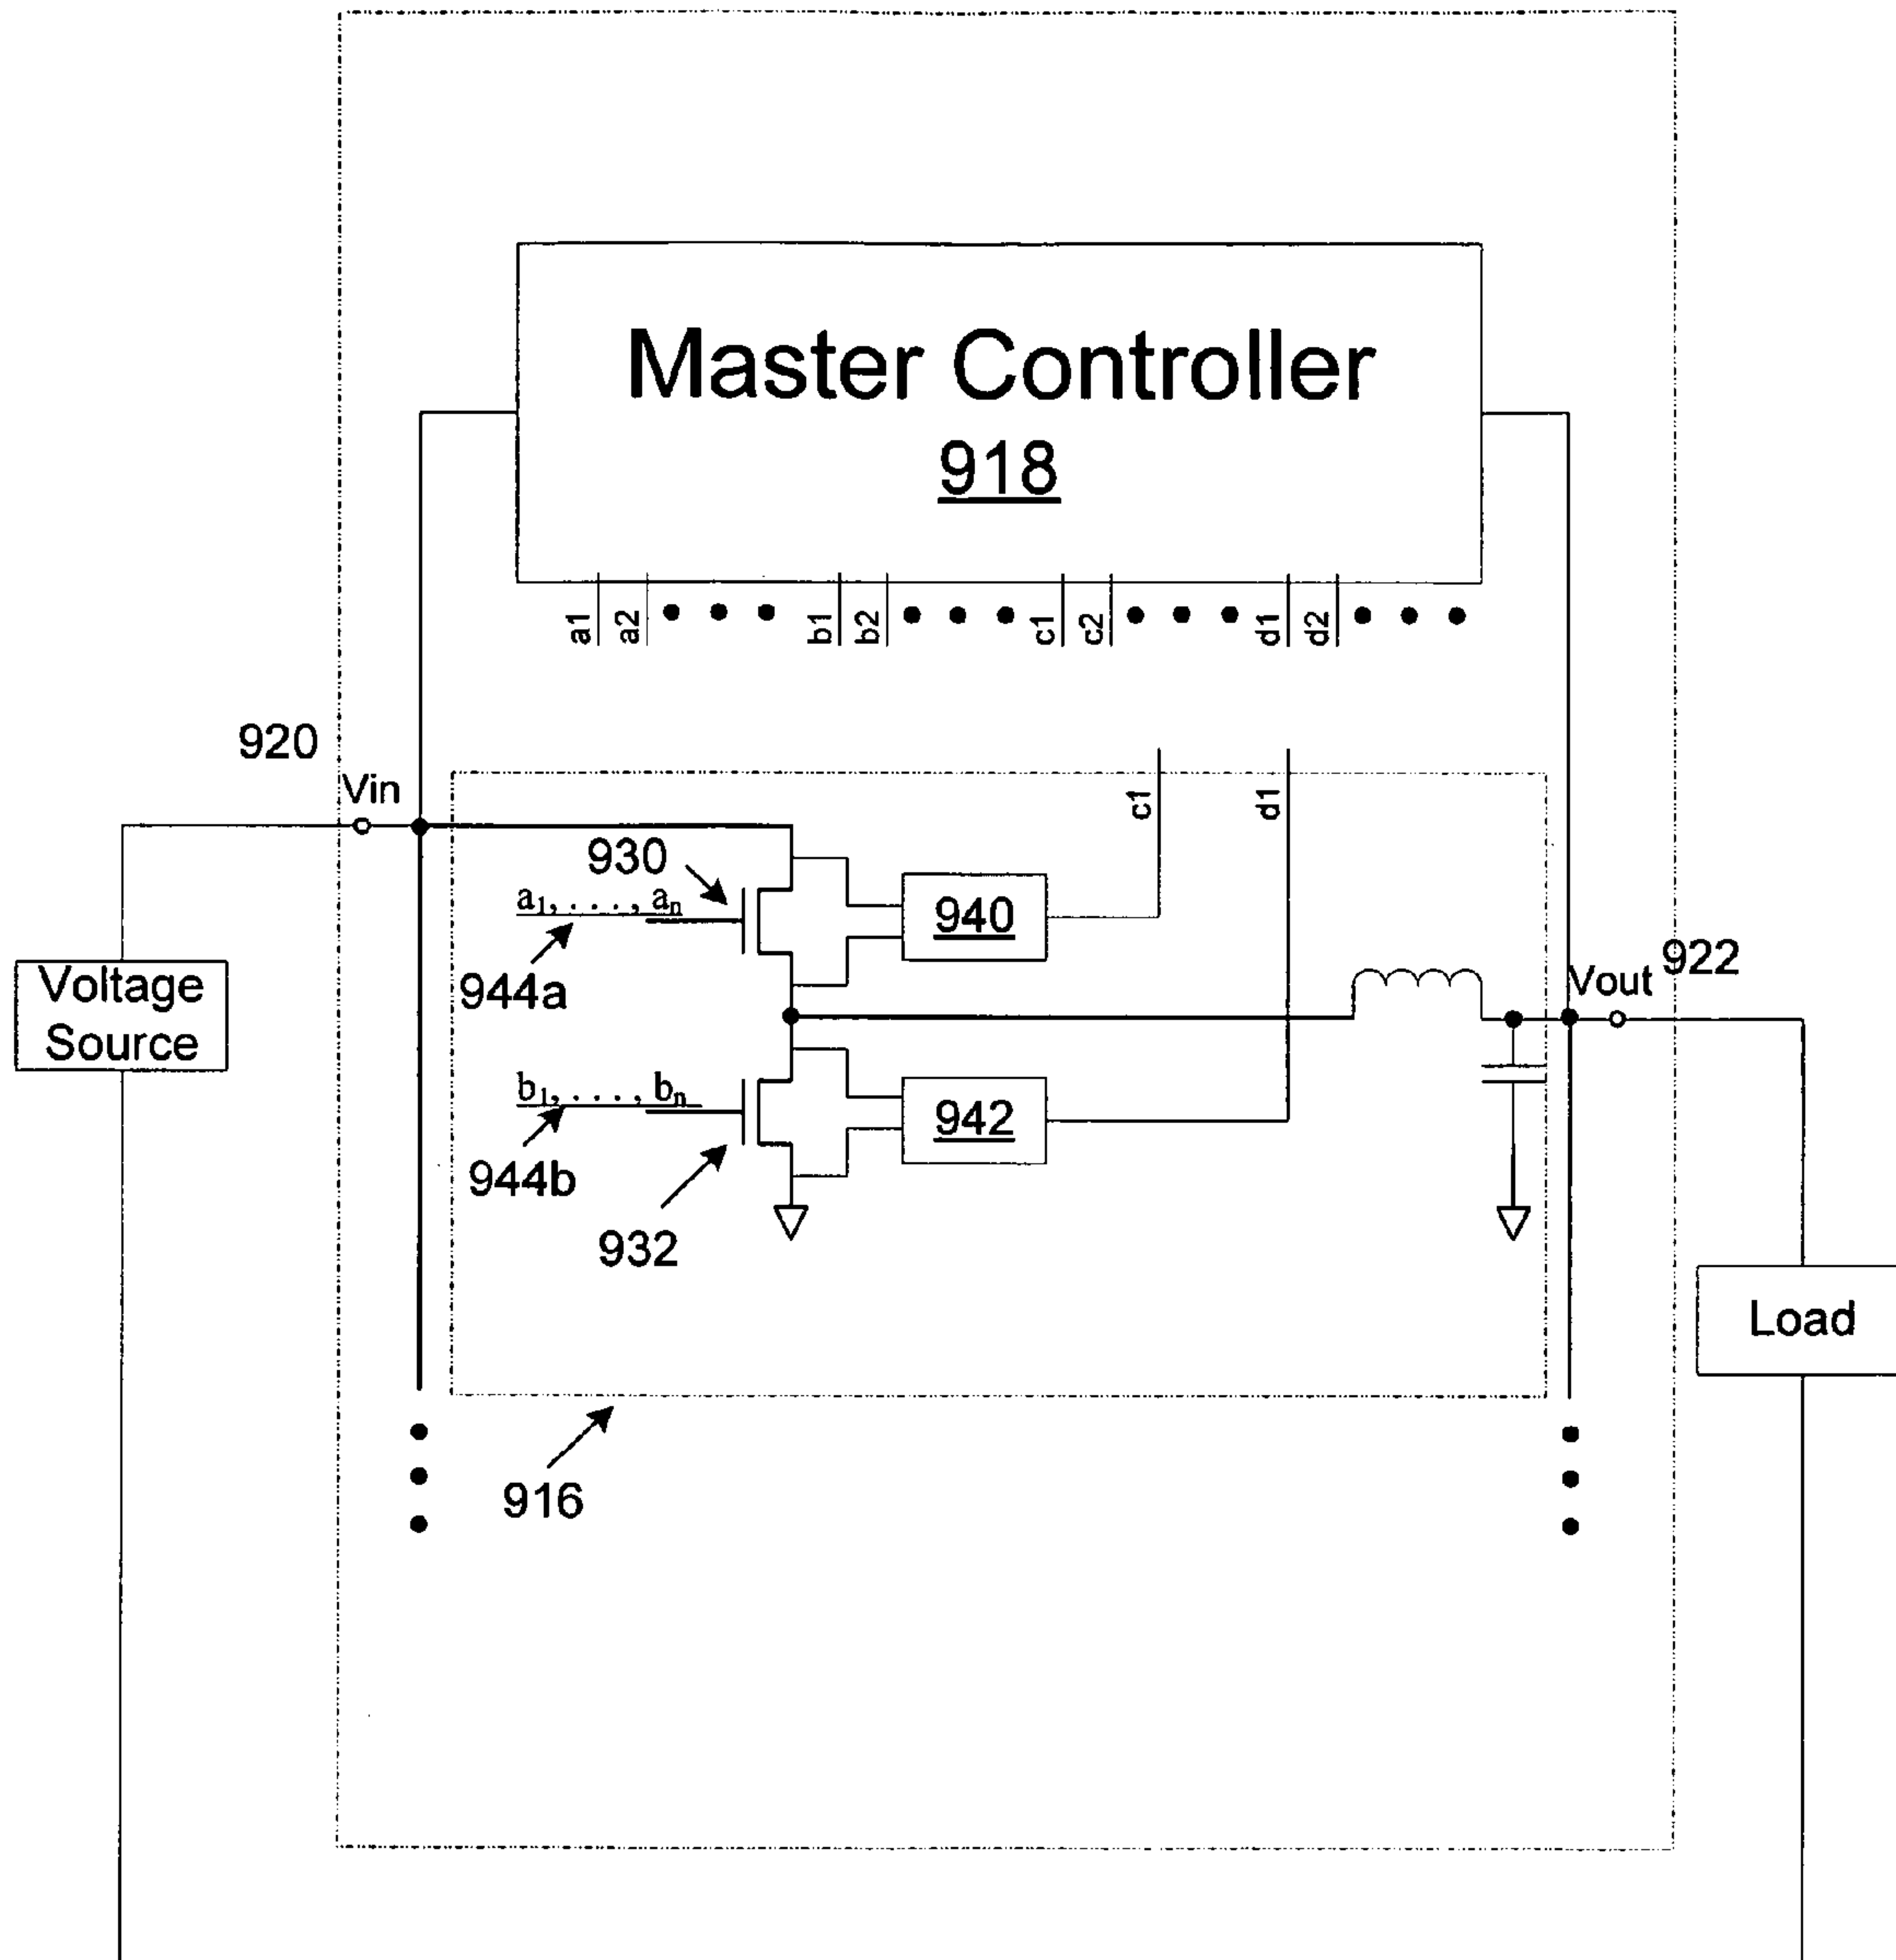 Master Controller
918
a1
a2
b1
b2
c1
c2
d1
d2
920
Vin
c1
d1
930
a1, . . . , an
940
944a
Voltage
Source
922
Vout
b1, . . . , bn
942
944b
932
Load
916